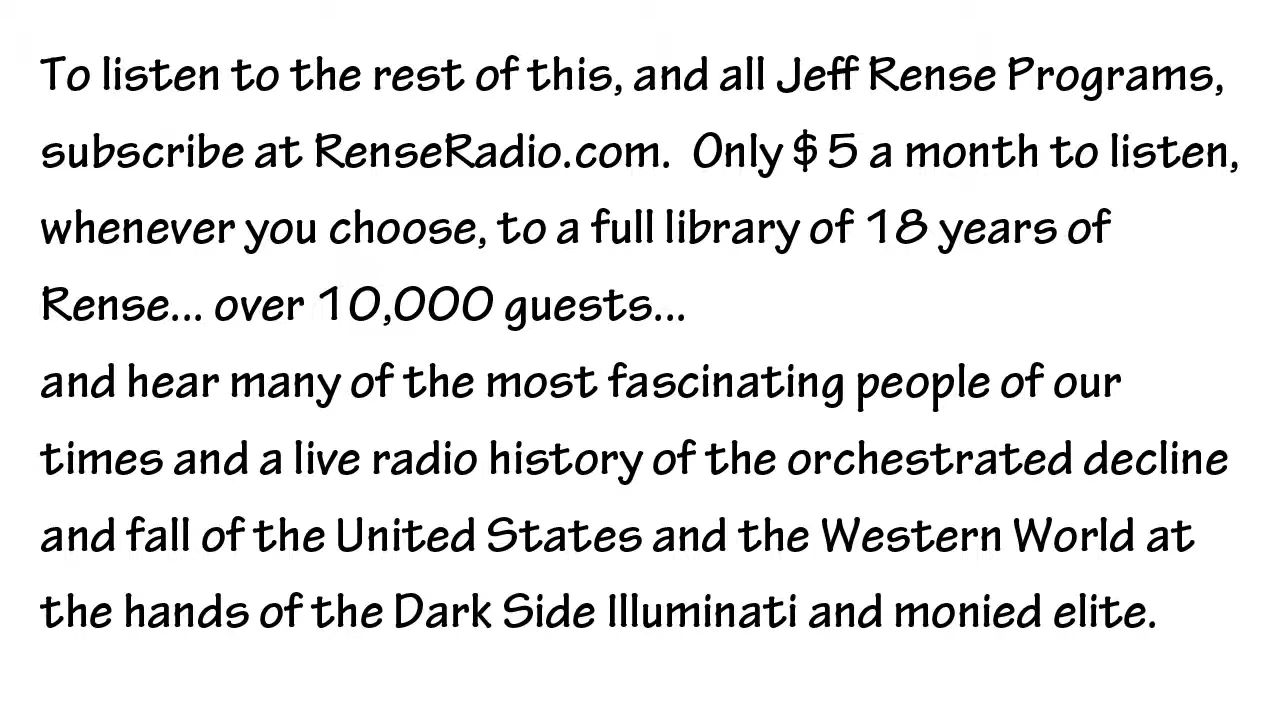 To listen to the rest of this, and all Jeff Rense Programs,
subscribe at RenseRadio.com. Only $5 a month to listen,
whenever you choose, to a full library of 18 years of
Rense... over 10,000 guests...
and hear many of the most fascinating people of our
times and a live radio history of the orchestrated decline
and fall of the United States and the Western World at
the hands of the Dark Side Illuminati and monied elite.